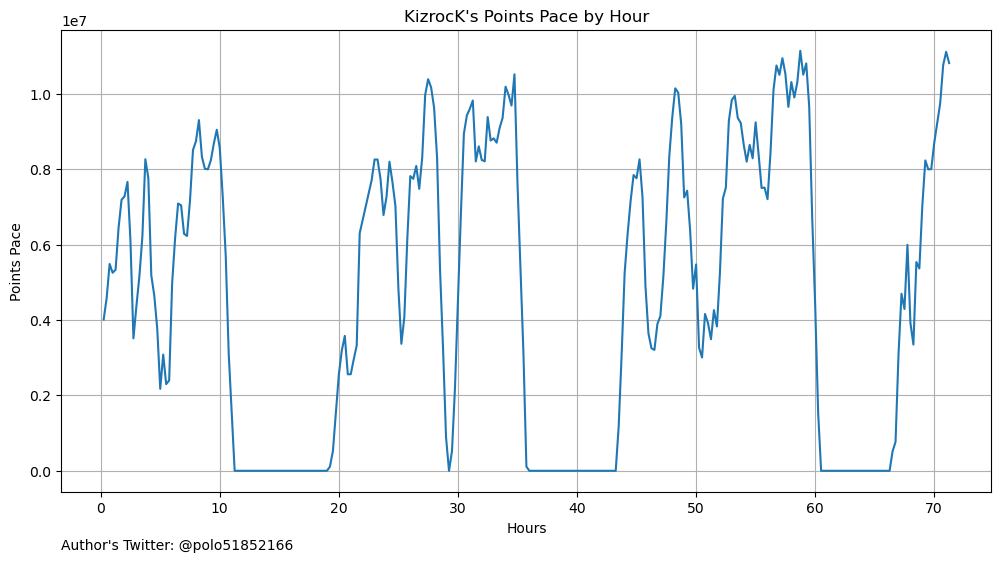 KizrocK's Points Pace by Hour
1e7
1.0
0.8
0.6
0.4
0.2
0.0
Points Pace
0 10 20 30 40 50 60 70
Hours
Author's Twitter: @polo51852166